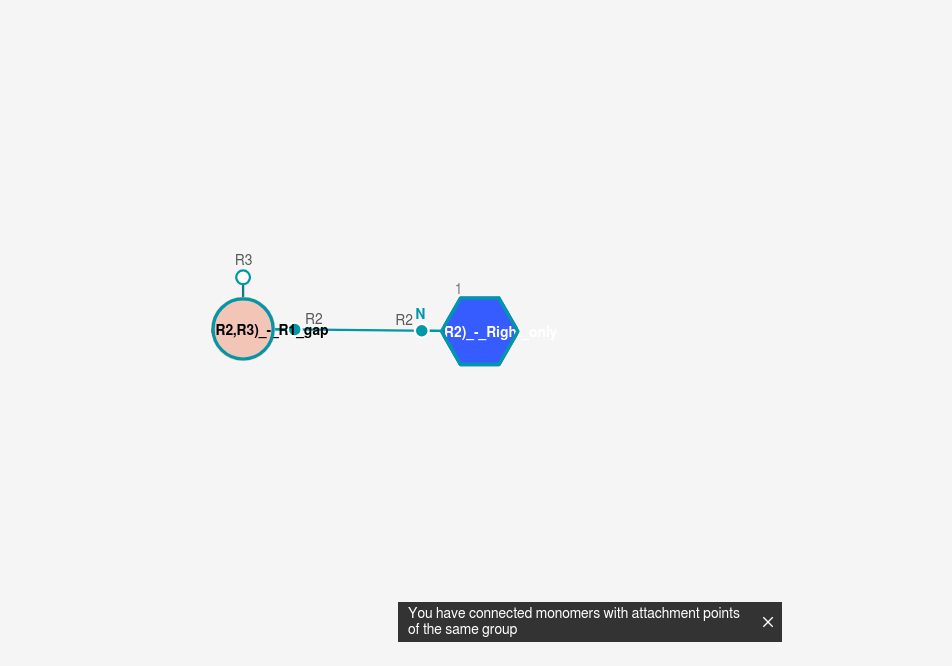 R3
R2,R3)_-_R1_gap
R2
R2
N
1
R2)_-_Righ_only
You have connected monomers with attachment points
of the same group